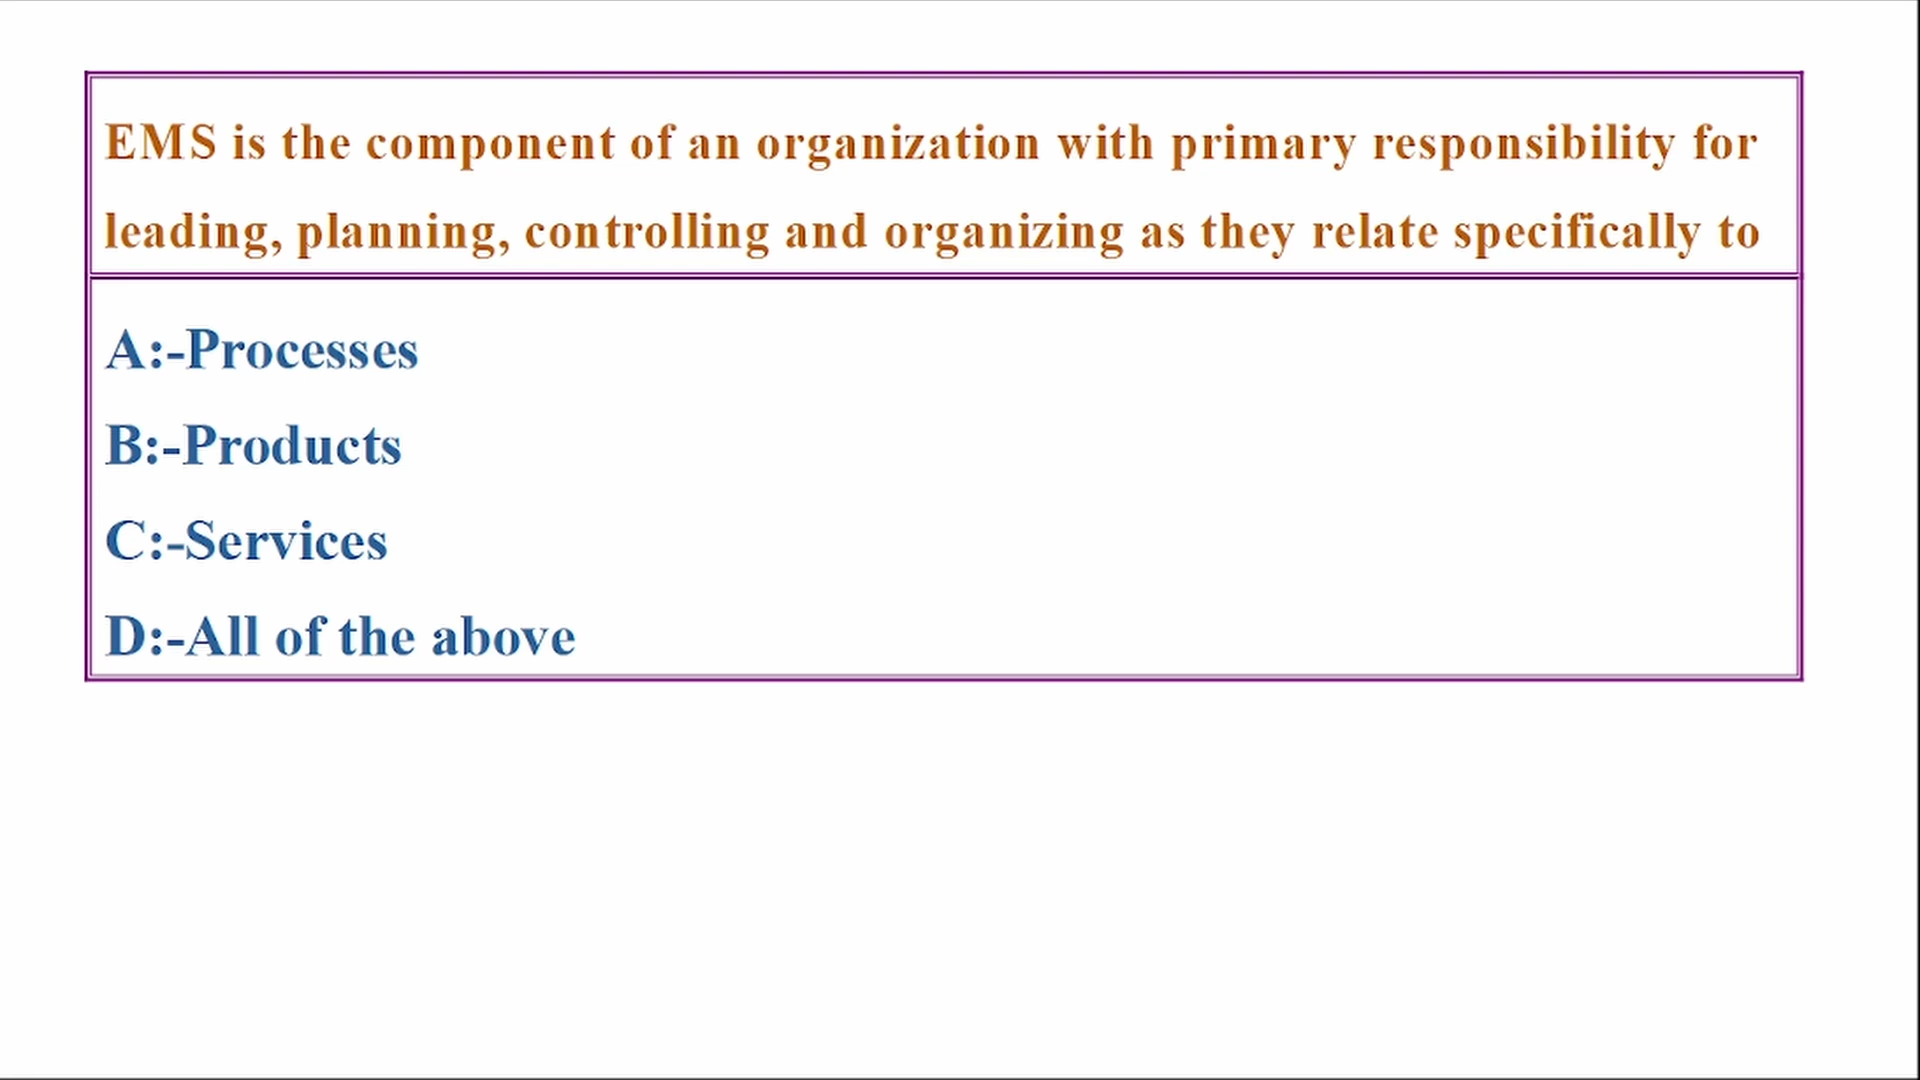 EMS is the component of an organization with primary responsibility for
leading, planning, controlling and organizing as they relate specifically to
A:-Processes
B:-Products
C:-Services
D:-All of the above